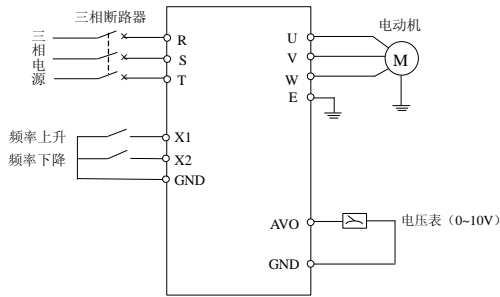 三相断路器
三相电源
R
S
T
U
V
W
E
电动机
M
频率上升
X1
频率下降
X2
GND
AVO
电压表（0~10V）
GND